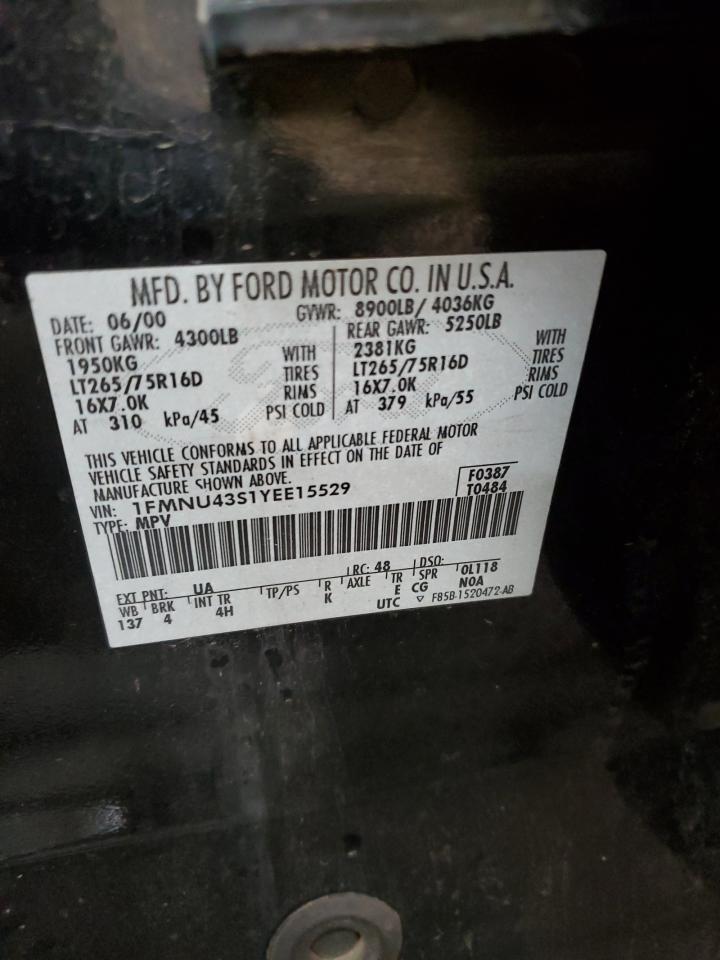 MFD. BY FORD MOTOR CO. IN U.S.A.
DATE: 06/00 GVWR: 8900LB/ 4036KG
FRONT GAWR: 4300LB REAR GAWR: 5250LB
1950KG WITH 2381KG WITH
LT265/75R16D TIRES LT265/75R16D TIRES
16X7.0K RIMS 16X7.0K RIMS
AT 310 kPa/45 PSI COLD AT 379 kPa/55 PSI COLD
THIS VEHICLE CONFORMS TO ALL APPLICABLE FEDERAL MOTOR
VEHICLE SAFETY STANDARDS IN EFFECT ON THE DATE OF
MANUFACTURE SHOWN ABOVE.
VIN: 1FMNU43S1YEE15529 F0387
TYPE: MPV T0484
EXT PNT: UA RC: 48 DSO:
WB BRK INT TR TP/PS R AXLE TR SPR 0L118
137 4 4H K E CG NOA
UTC ▽ F85B-1520472-AB